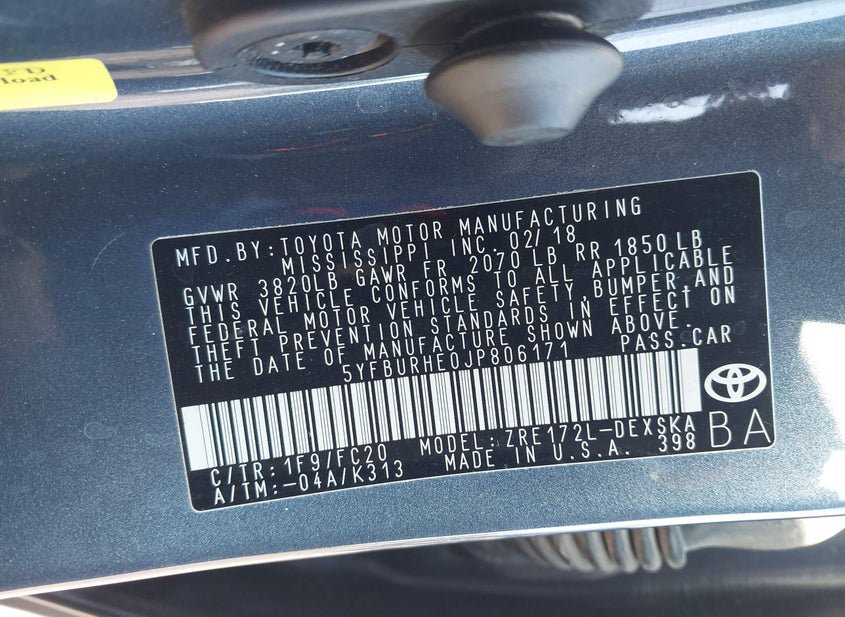 D
load
MFD.BY:TOYOTA MOTOR MANUFACTURING
MISSISSIPPI INC. 02/18
GVWR 3820LB GAWR FR 2070 LB RR 1850 LB
THIS VEHICLE CONFORMS TO ALL APPLICABLE
FEDERAL MOTOR VEHICLE SAFETY,BUMPER,AND
THEFT PREVENTION STANDARDS IN EFFECT ON
THE DATE OF MANUFACTURE SHOWN ABOVE.
5YFBURHE0JP806171 PASS.CAR
C/TR: 1F9/FC20 MODEL: ZRE172L-DEXSKA
A/TM:-04A/K313 MADE IN U.S.A. 398
BA